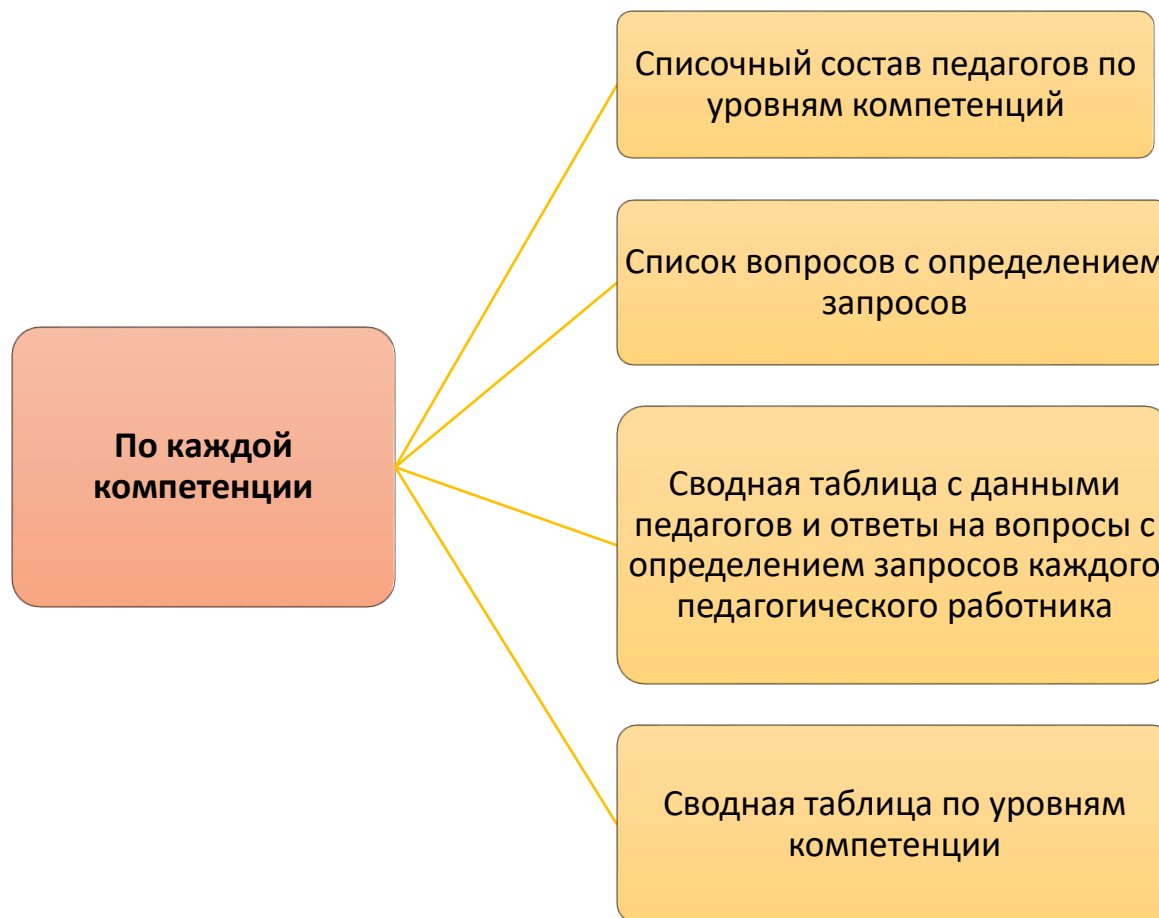 Списочный состав педагогов по
уровням компетенций
Список вопросов с определением
запросов
По каждой
компетенции
Сводная таблица с данными
педагогов и ответы на вопросы с
определением запросов каждого
педагогического работника
Сводная таблица по уровням
компетенции